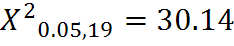 X²₀.₀₅,₁₉ = 30.14